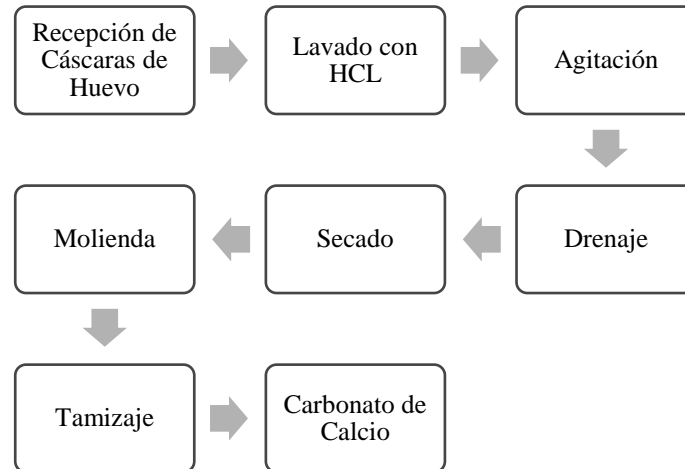 Recepción de
Cáscaras de
Huevo
Lavado con
HCL
Agitación
Drenaje
Secado
Molienda
Tamizaje
Carbonato de
Calcio